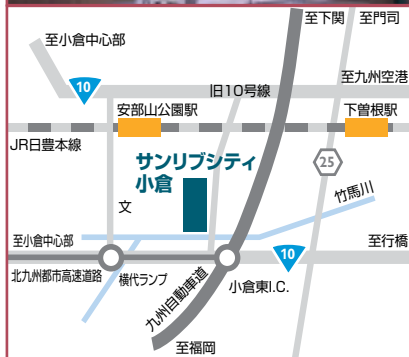 至下関
至門司
至小倉中心部
10
至九州空港
旧10号線
安部山公園駅
下曽根駅
JR日豊本線
サンリブシティ
小倉
25
文
竹馬川
至小倉中心部
至行橋
10
北九州都市高速道路
横代ランプ
九州自動車道
小倉東I.C.
至福岡